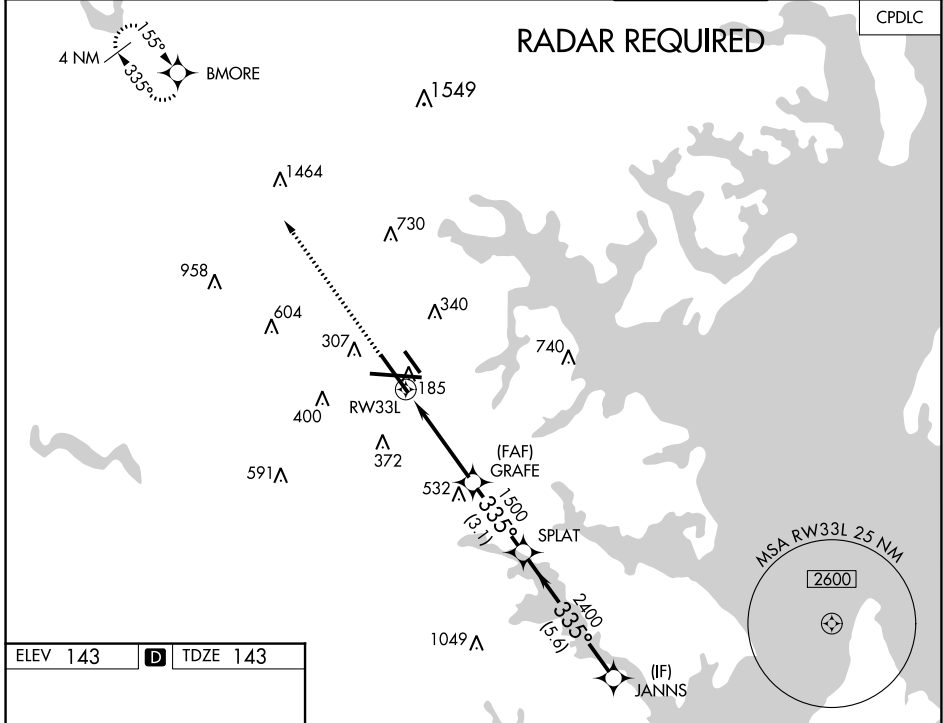 CPDLC
RADAR REQUIRED
155°
4 NM
335°
BMORE
1549
1464
730
958
604
340
307
740
185
RW33L
400
372
(FAF)
GRAFE
591
532
1500
335°
(3.1)
SPLAT
MSA RW33L 25 NM
2600
2400
335°
(5.6)
1049
ELEV 143 D TDZE 143
(IF)
JANNS